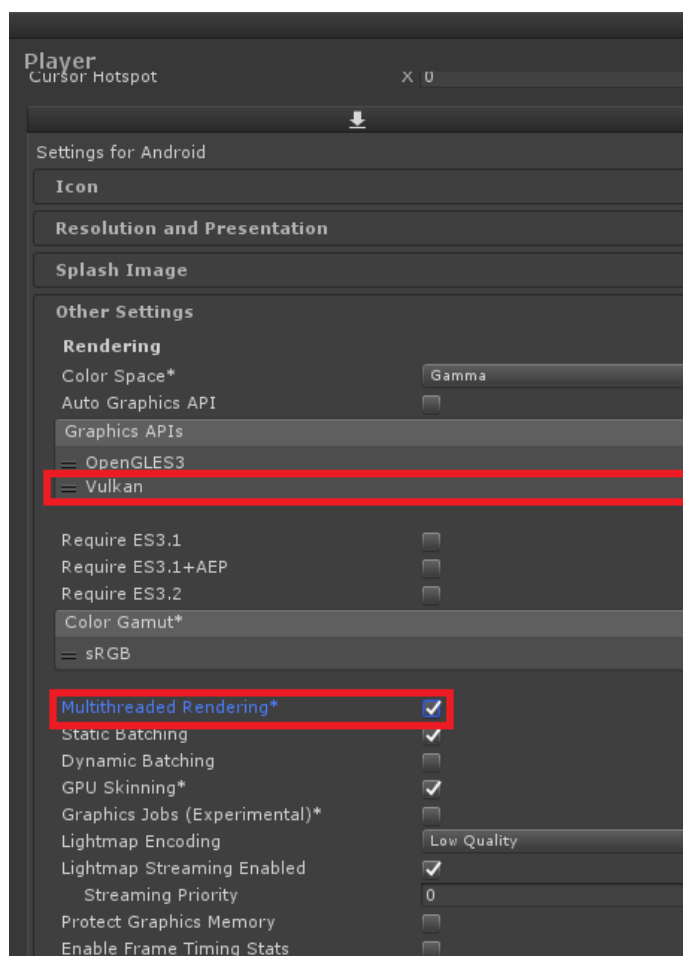 Player
Cursor Hotspot X 0
Settings for Android
Icon
Resolution and Presentation
Splash Image
Other Settings
Rendering
Color Space* Gamma
Auto Graphics API
Graphics APIs
= OpenGLES3
= Vulkan
Require ES3.1
Require ES3.1+AEP
Require ES3.2
Color Gamut*
= sRGB
Multithreaded Rendering*
Static Batching
Dynamic Batching
GPU Skinning*
Graphics Jobs (Experimental)*
Lightmap Encoding Low Quality
Lightmap Streaming Enabled
Streaming Priority 0
Protect Graphics Memory
Enable Frame Timing Stats